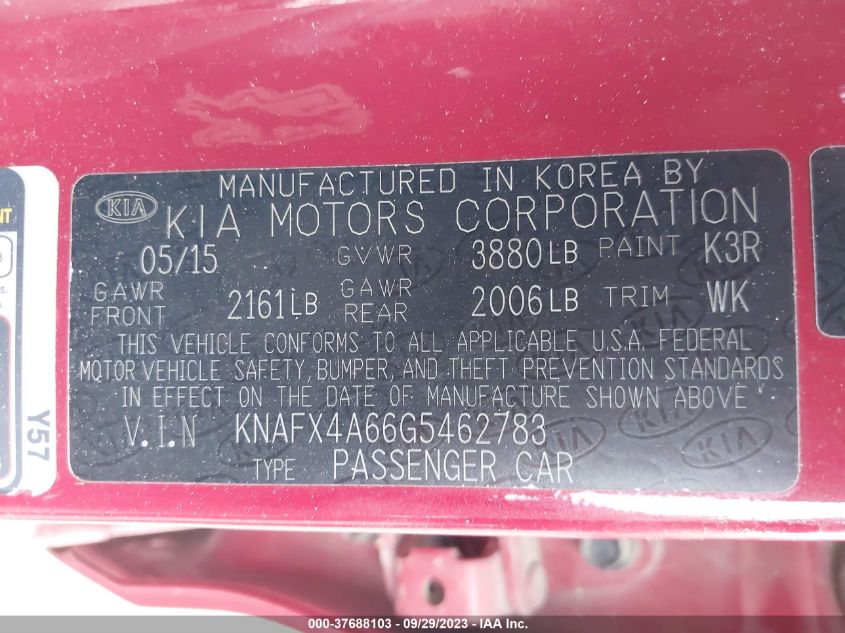 MANUFACTURED IN KOREA BY
KIA KIA MOTORS CORPORATION
05/15 GVWR 3880LB PAINT K3R
GAWR FRONT 2161LB GAWR REAR 2006LB TRIM WK
THIS VEHICLE CONFORMS TO ALL APPLICABLE U.S.A. FEDERAL
MOTOR VEHICLE SAFETY, BUMPER, AND THEFT PREVENTION STANDARDS
IN EFFECT ON THE DATE OF MANUFACTURE SHOWN ABOVE
V.I.N KNAFX4A66G5462783
TYPE PASSENGER CAR
Y57
000-37688103 - 09/29/2023 - IAA Holdings, LLC.